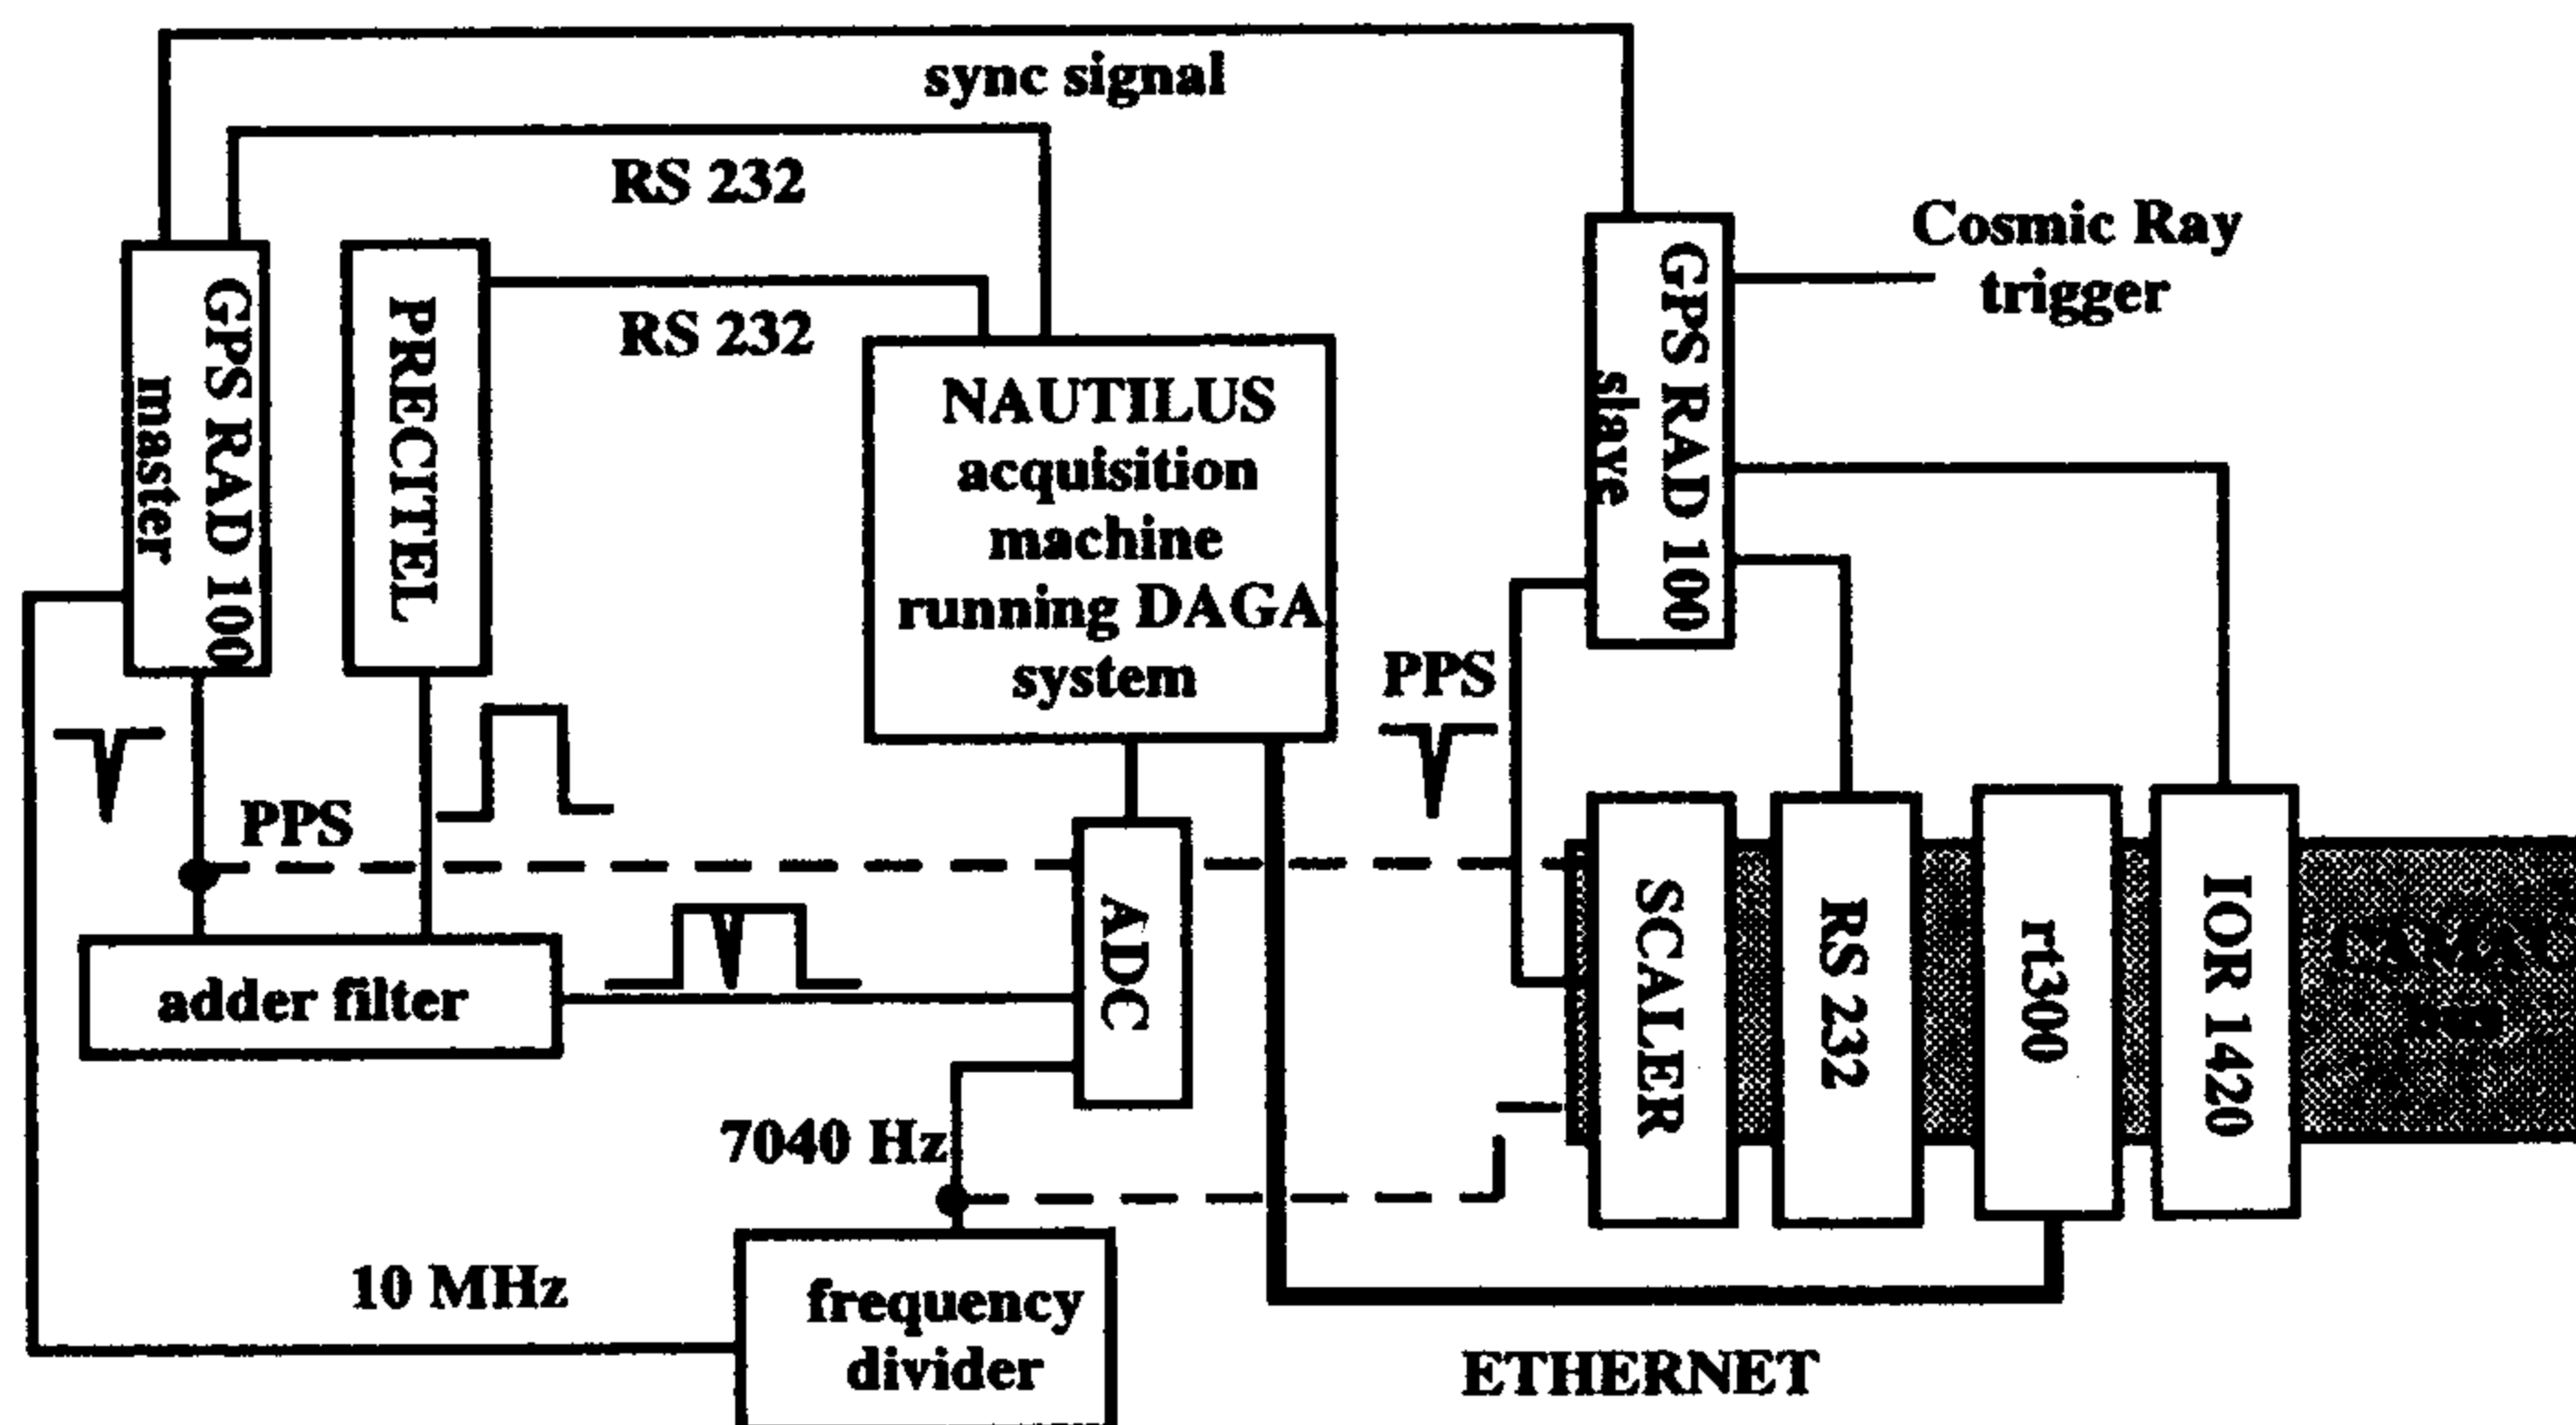 sync signal
RS 232
RS 232
GPS RAD 100
master
PRECITEL
NAUTILUS
acquisition
machine
running DAGA
system
GPS RAD 100
slave
Cosmic Ray
trigger
PPS
PPS
adder filter
ADC
7040 Hz
10 MHz
frequency
divider
SCALER
RS 232
rt300
IOR 1420
CAMAC
bus
ETHERNET